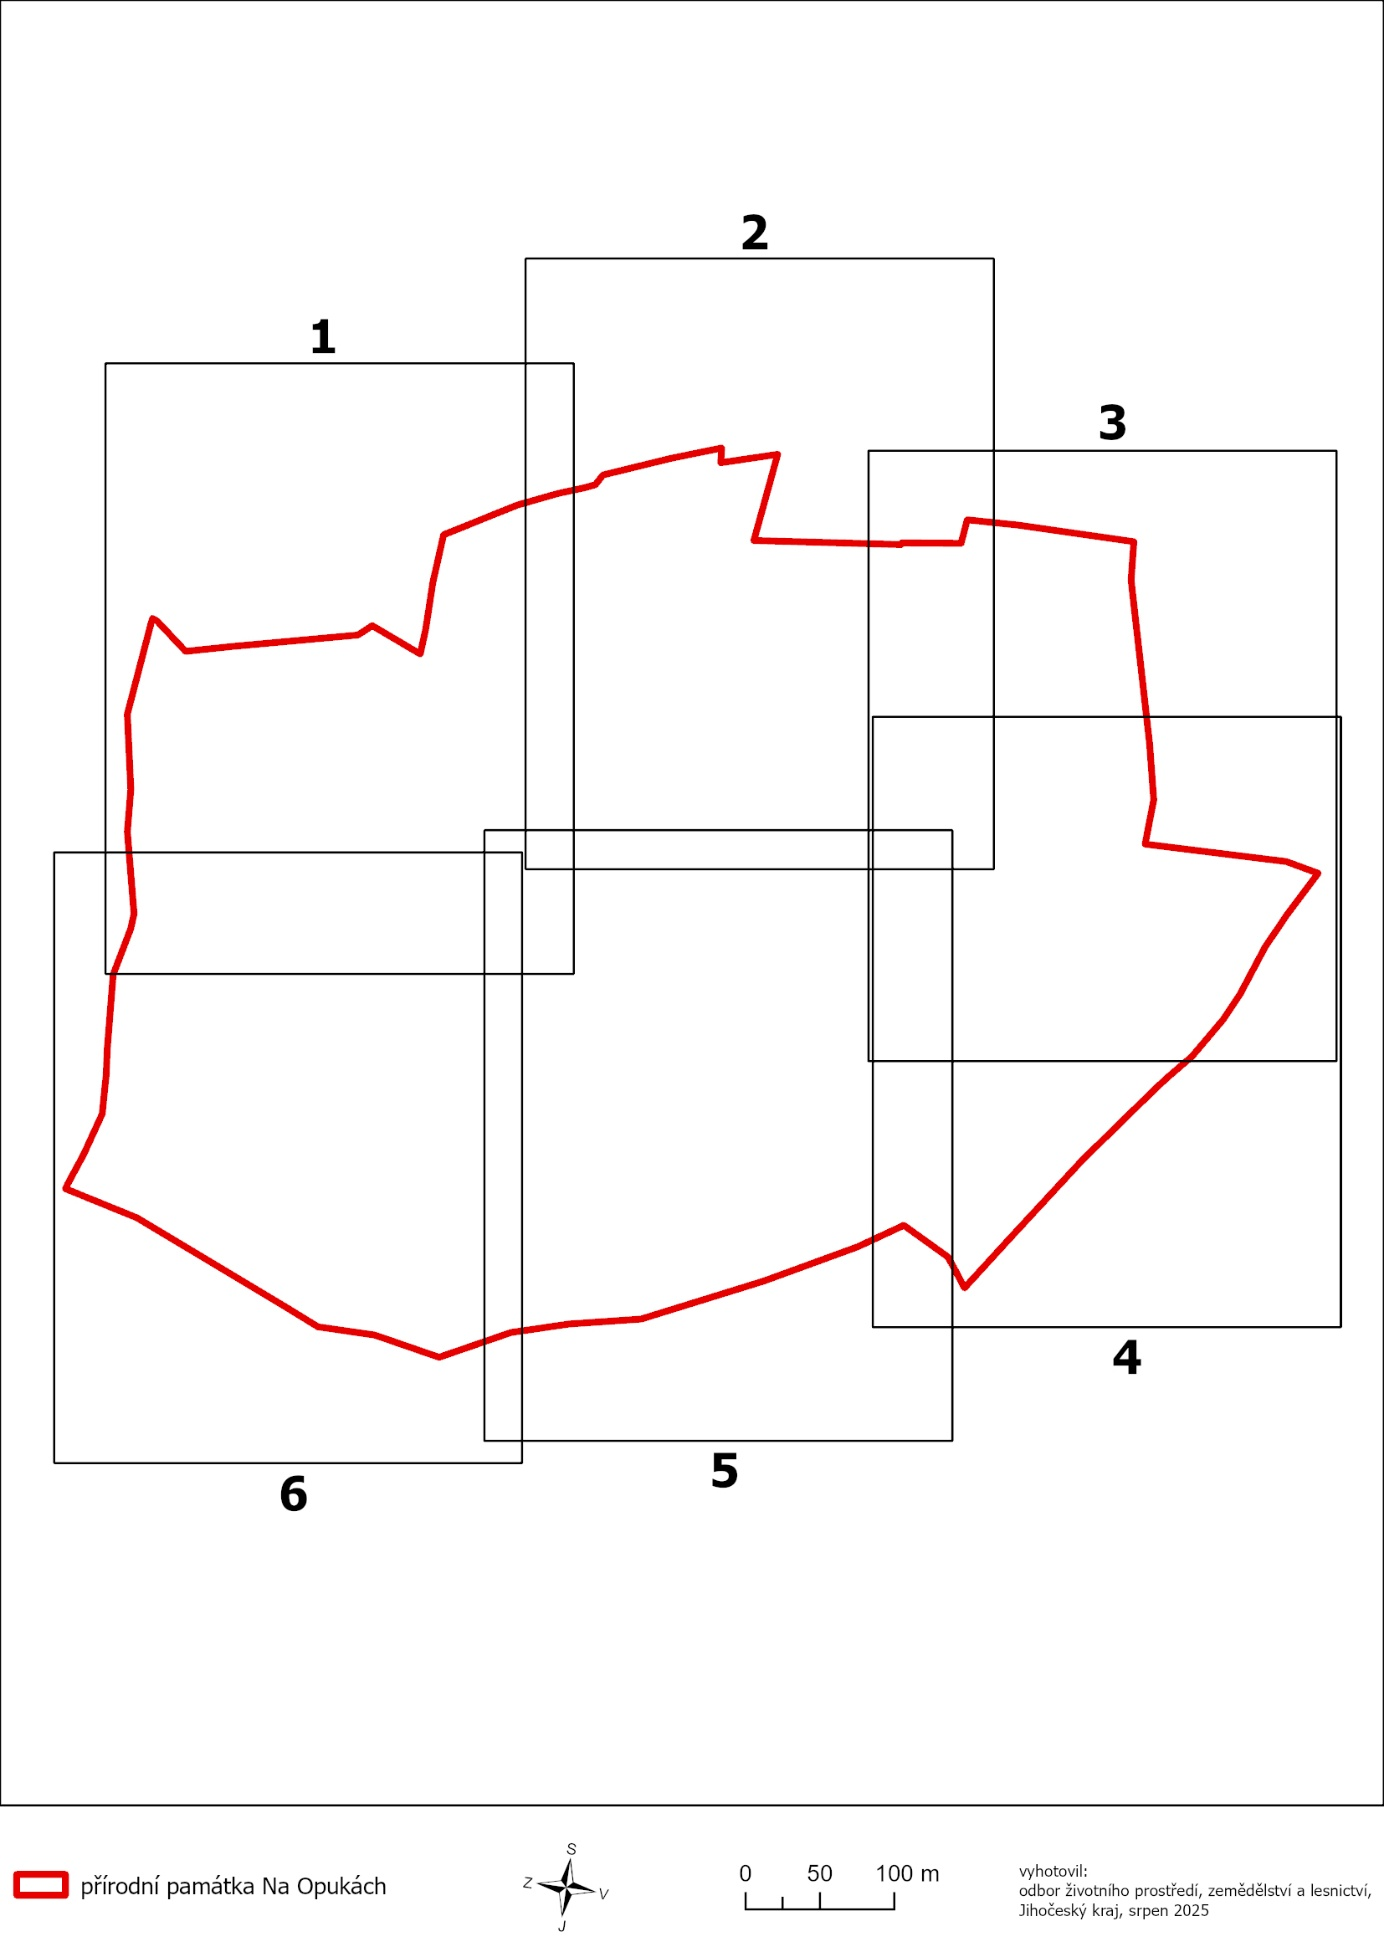 2
1
3
4
5
6
přírodní památka Na Opukách
S
Z
V
J
0 50 100 m
vyhotovil:
odbor životního prostředí, zemědělství a lesnictví,
Jihočeský kraj, srpen 2025